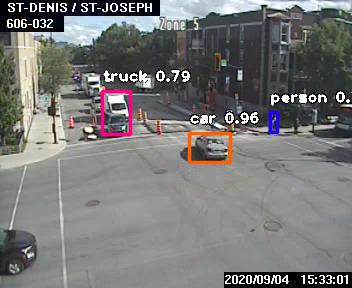 ST-DENIS / ST-JOSEPH
606-032
Zone 5
truck 0.79
person 0.
car 0.96
2020/09/04 15:33:01